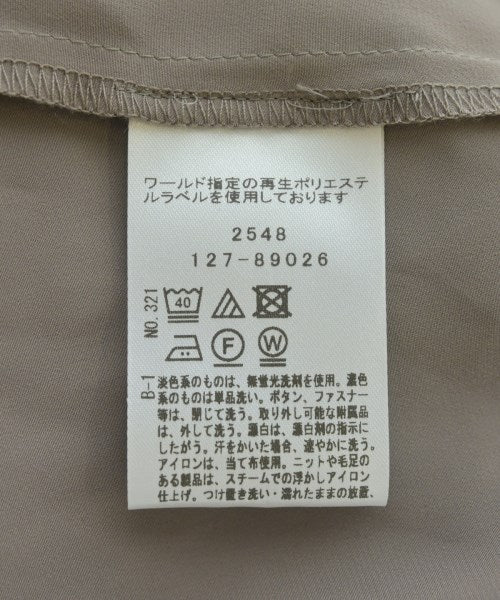 ワールド指定の再生ポリエステ
ルラベルを使用しております
2548
127-89026
NO.321
40
F
W
B-1
淡色系のものは、無蛍光洗剤を使用。濃色
系のものは単品洗い。ボタン、ファスナー
等は、閉じて洗う。取り外し可能な附属品
は、外して洗う。漂白は、漂白剤の指示に
したがう。汗をかいた場合、速やかに洗う。
アイロンは、当て布使用。ニットや毛足の
ある製品は、スチームでの浮かしアイロン
仕上げ。つけ置き洗い・濡れたままの放置、